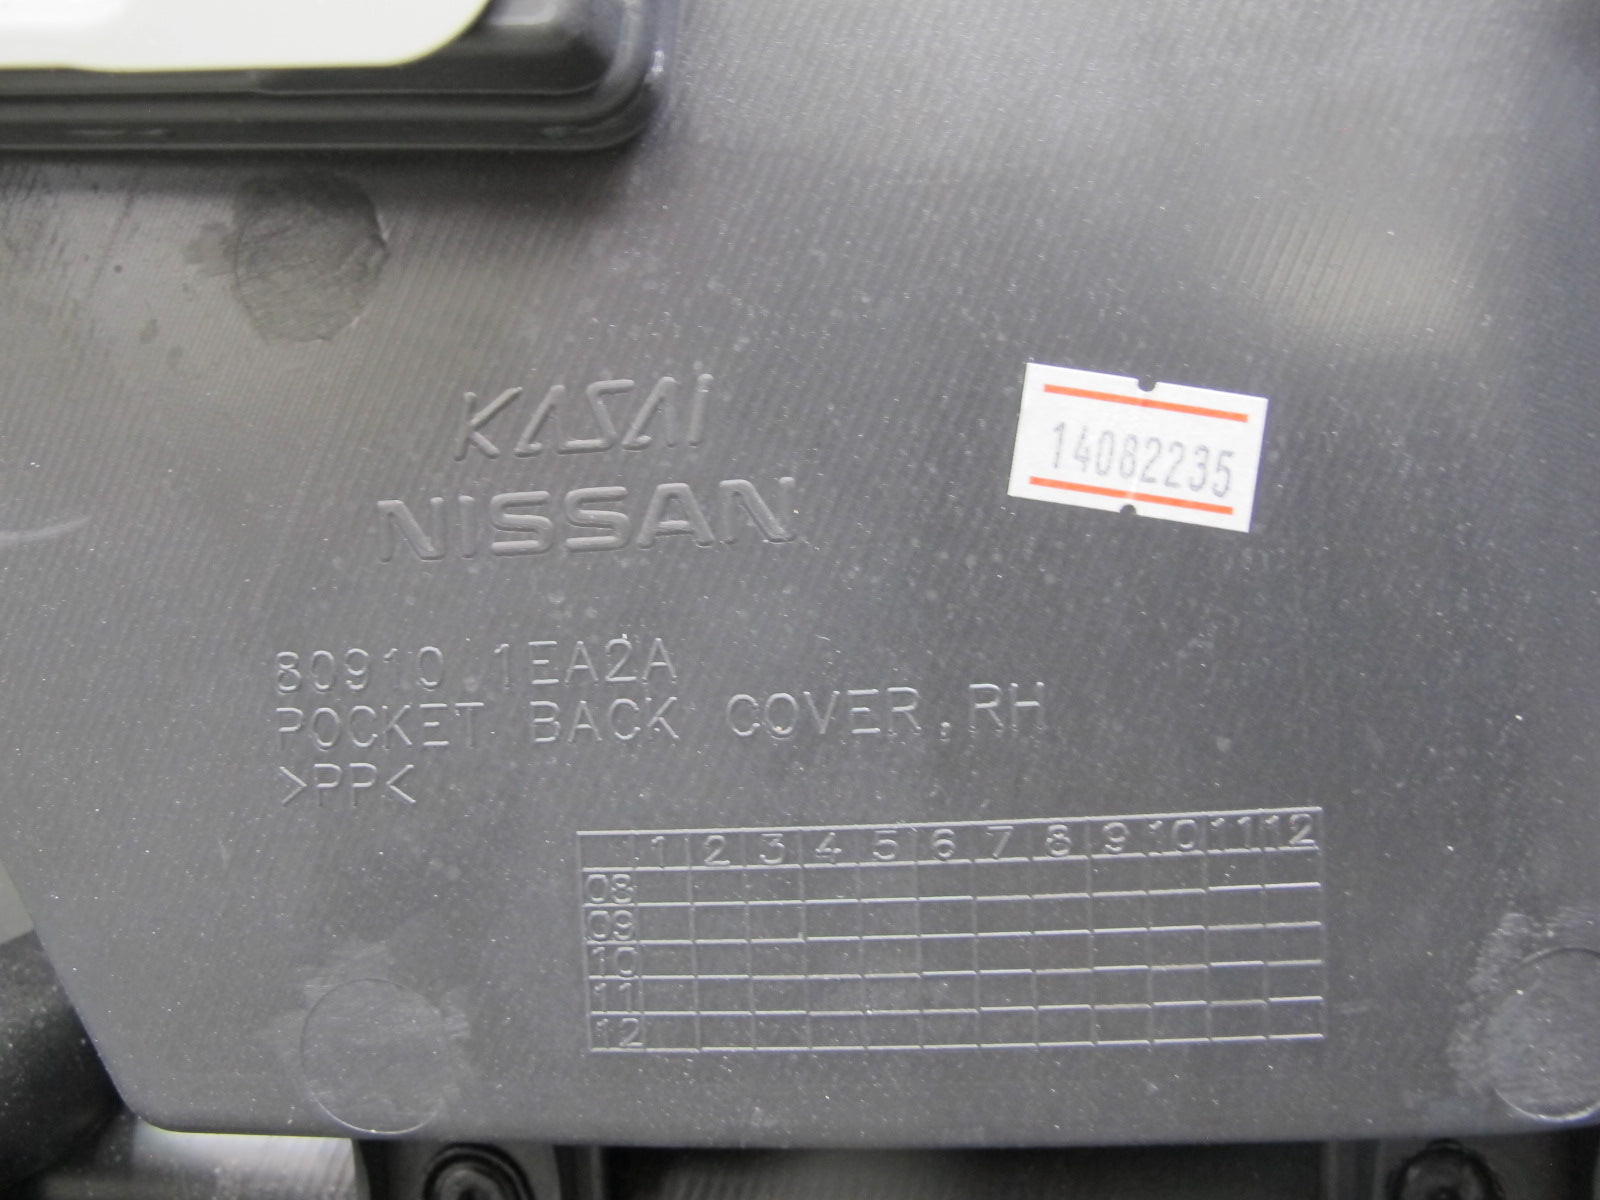 KASAi
NISSAN
14082235
80910 1EA2A
POCKET BACK COVER, RH
>PP<
1 2 3 4 5 6 7 8 9 10 11 12
08
09
10
11
12